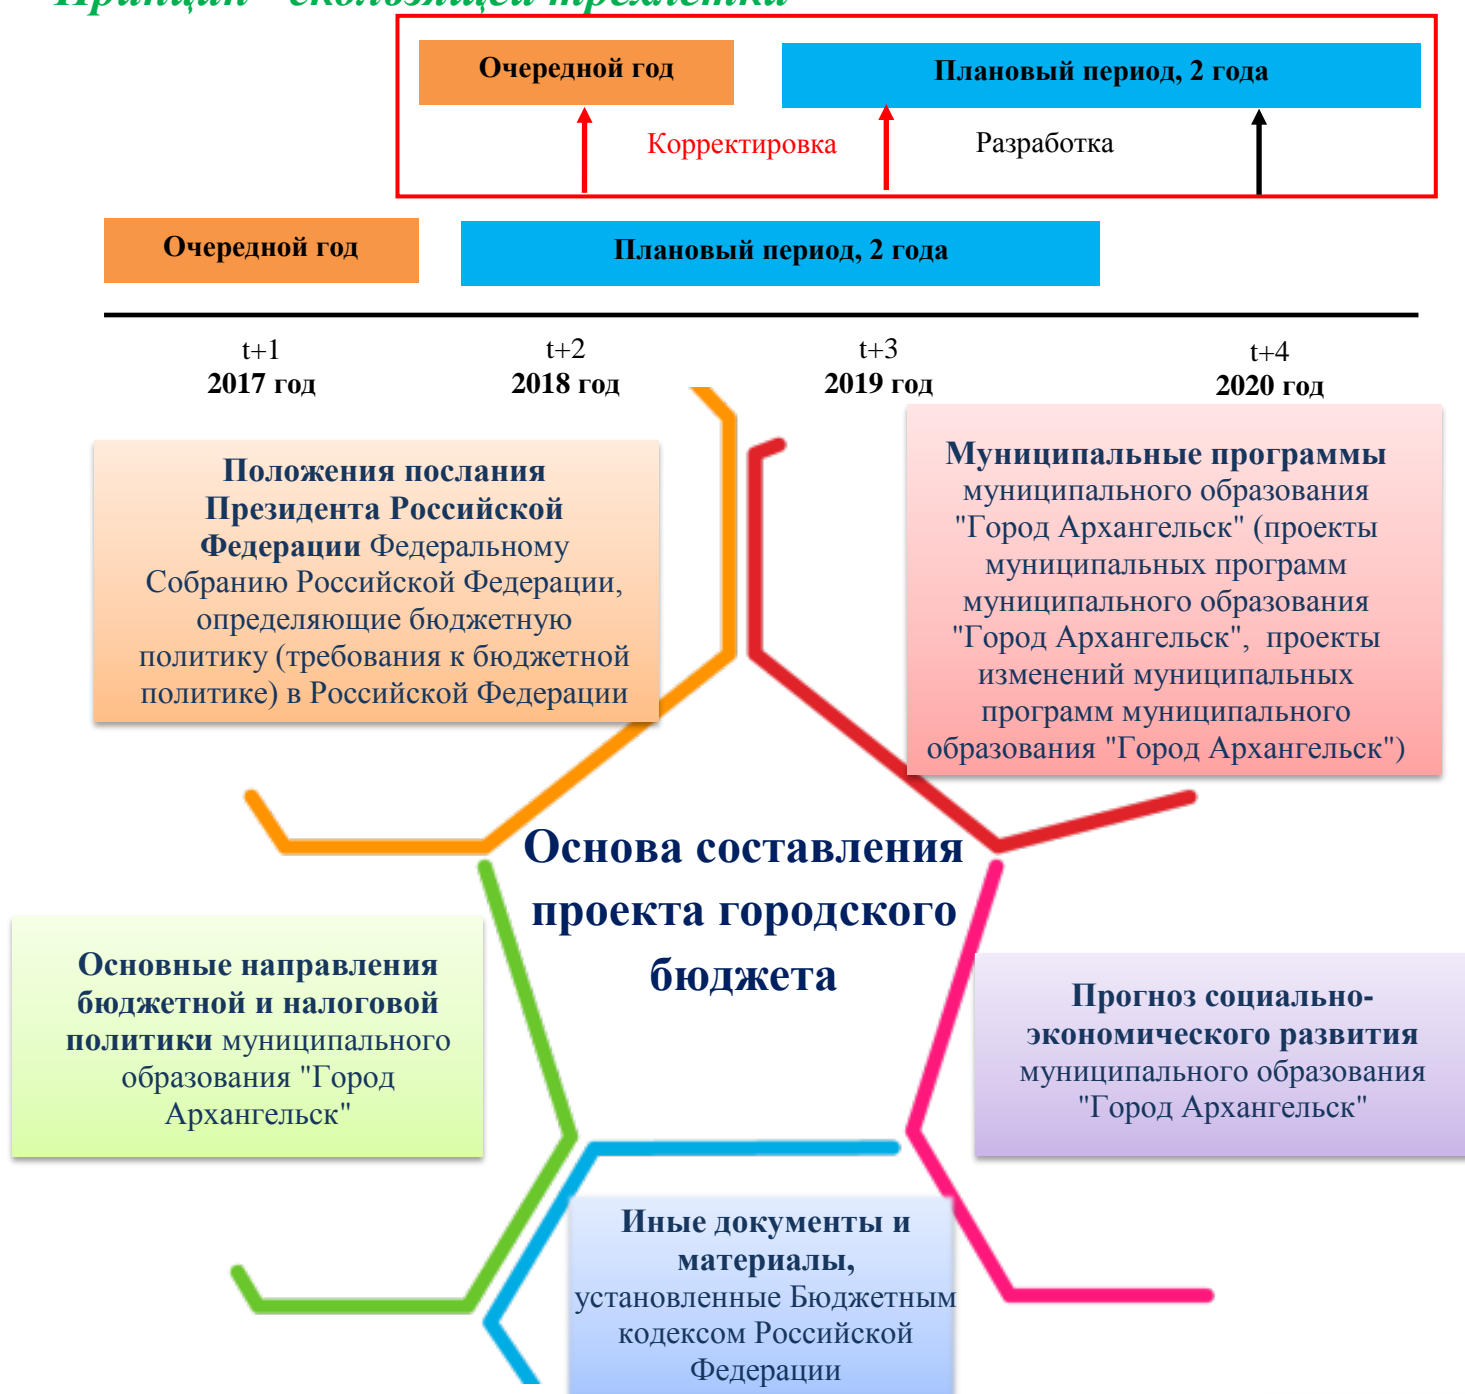 Принцип "скользящей трехлетки"
Очередной год
Плановый период, 2 года
Корректировка
Разработка
Очередной год
Плановый период, 2 года
t+1
2017 год
t+2
2018 год
t+3
2019 год
t+4
2020 год
Положения послания
Президента Российской
Федерации Федеральному
Собранию Российской Федерации,
определяющие бюджетную
политику (требования к бюджетной
политике) в Российской Федерации
Муниципальные программы
муниципального образования
"Город Архангельск" (проекты
муниципальных программ
муниципального образования
"Город Архангельск", проекты
изменений муниципальных
программ муниципального
образования "Город Архангельск")
Основа составления
проекта городского
бюджета
Основные направления
бюджетной и налоговой
политики муниципального
образования "Город
Архангельск"
Прогноз социально-
экономического развития
муниципального образования
"Город Архангельск"
Иные документы и
материалы,
установленные Бюджетным
кодексом Российской
Федерации